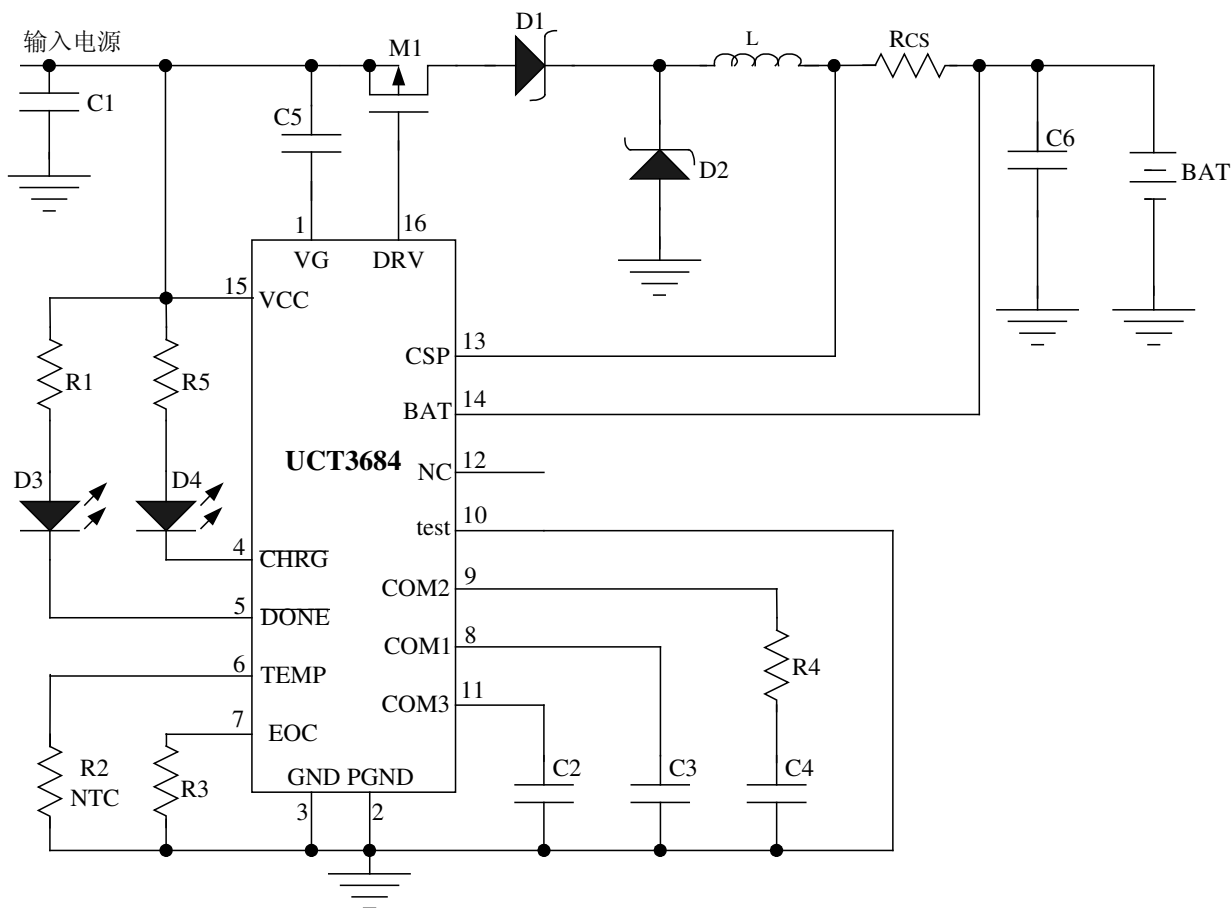 D1
输入电源
M1
L
RCS
C1
C5
D2
C6
BAT
1
16
VG
DRV
15
VCC
CSP
13
R1
R5
BAT
14
UCT3684
NC
12
D3
D4
test
10
4
CHRG
COM2
9
5
DONE
COM1
8
R4
6
TEMP
COM3
11
7
EOC
R2
NTC
R3
GND
PGND
C2
C3
C4
3
2